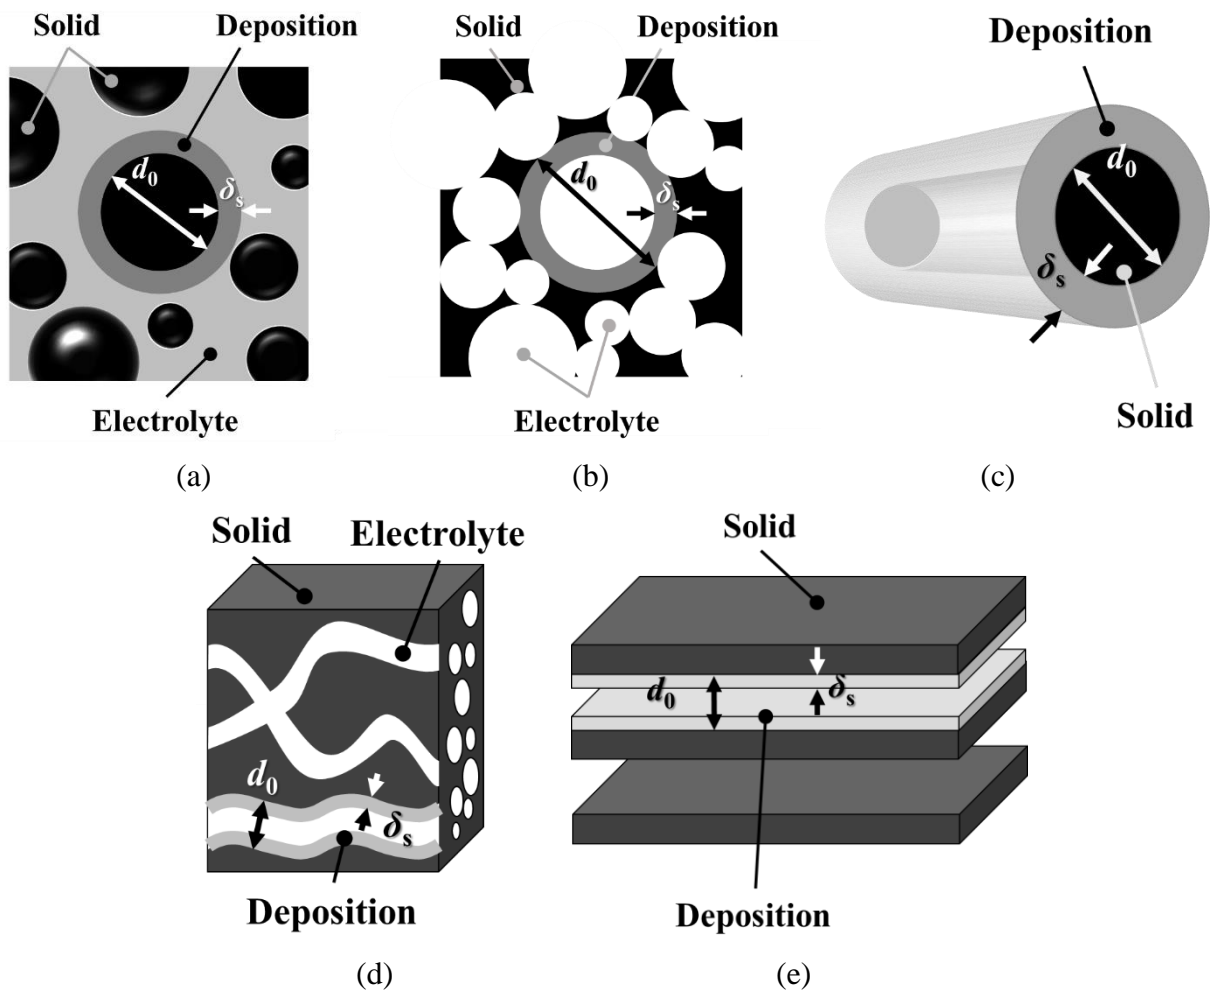 Solid
Deposition
d₀
δₛ
Electrolyte
(a)
Solid
Deposition
d₀
δₛ
Electrolyte
(b)
Deposition
d₀
δₛ
Solid
(c)
Solid
Electrolyte
d₀
δₛ
Deposition
(d)
Solid
d₀
δₛ
Deposition
(e)